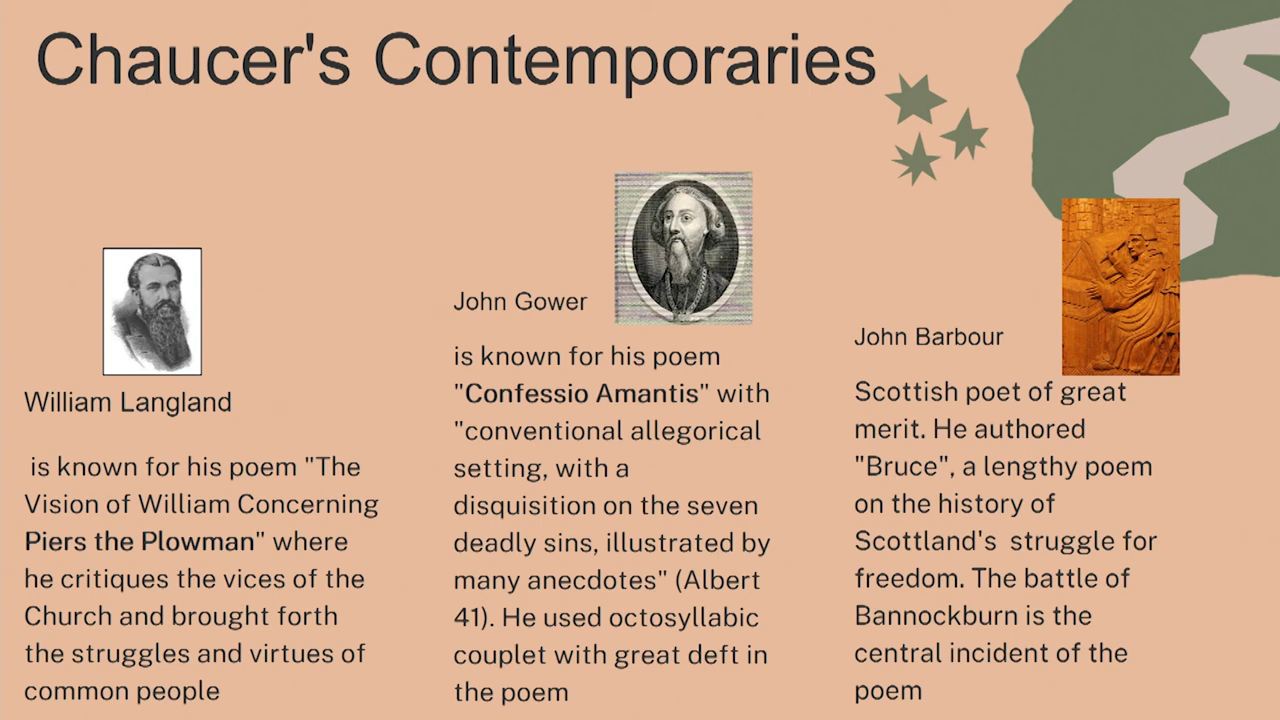 Chaucer's Contemporaries
William Langland
is known for his poem "The
Vision of William Concerning
Piers the Plowman" where
he critiques the vices of the
Church and brought forth
the struggles and virtues of
common people
John Gower
is known for his poem
"Confessio Amantis" with
"conventional allegorical
setting, with a
disquisition on the seven
deadly sins, illustrated by
many anecdotes" (Albert
41). He used octosyllabic
couplet with great deft in
the poem
John Barbour
Scottish poet of great
merit. He authored
"Bruce", a lengthy poem
on the history of
Scottland's struggle for
freedom. The battle of
Bannockburn is the
central incident of the
poem